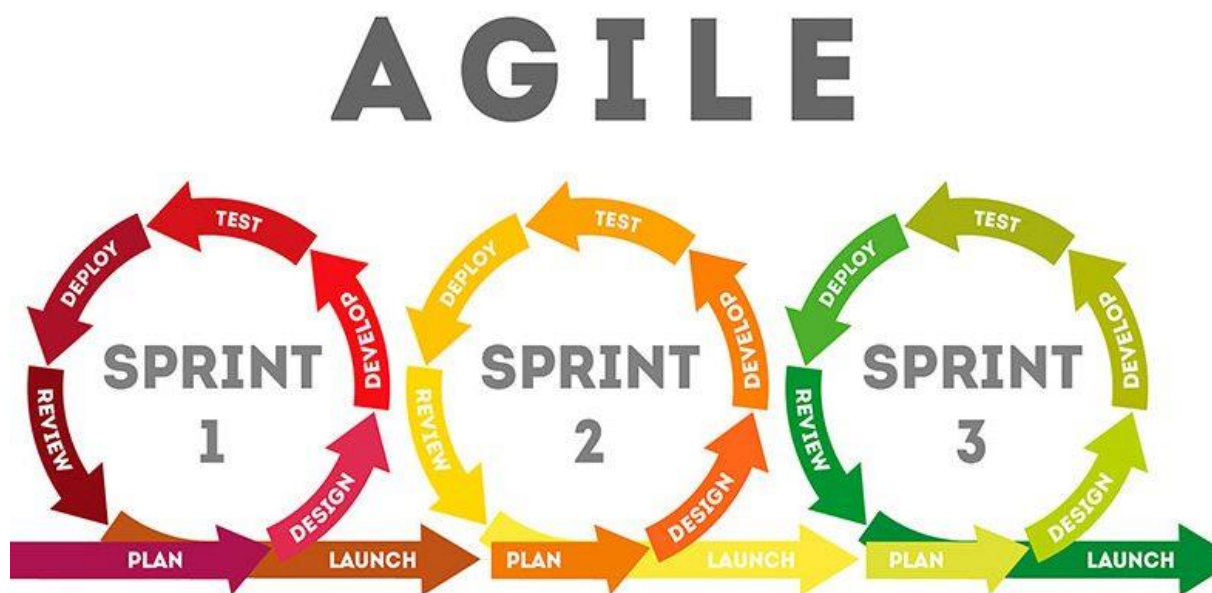 AGILE
TEST
DEPLOY
DEVELOP
SPRINT
1
REVIEW
DESIGN
PLAN
LAUNCH
TEST
DEPLOY
DEVELOP
SPRINT
2
REVIEW
DESIGN
PLAN
LAUNCH
TEST
DEPLOY
DEVELOP
SPRINT
3
REVIEW
DESIGN
PLAN
LAUNCH